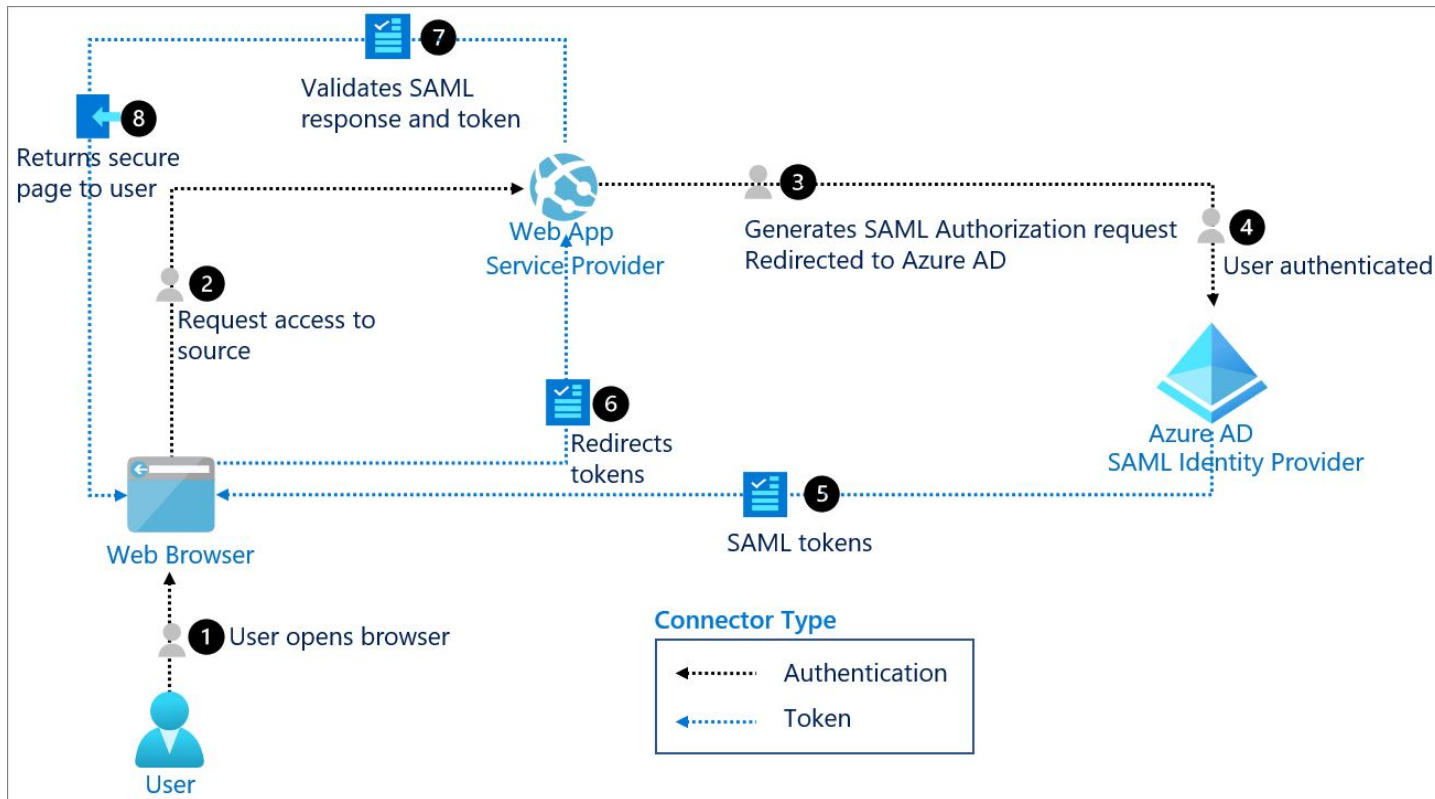 7
Validates SAML
response and token
8
Returns secure
page to user
Web App
Service Provider
3
Generates SAML Authorization request
Redirected to Azure AD
4
User authenticated
2
Request access to
source
6
Redirects
tokens
Azure AD
SAML Identity Provider
5
SAML tokens
Web Browser
1
User opens browser
User
Connector Type
Authentication
Token